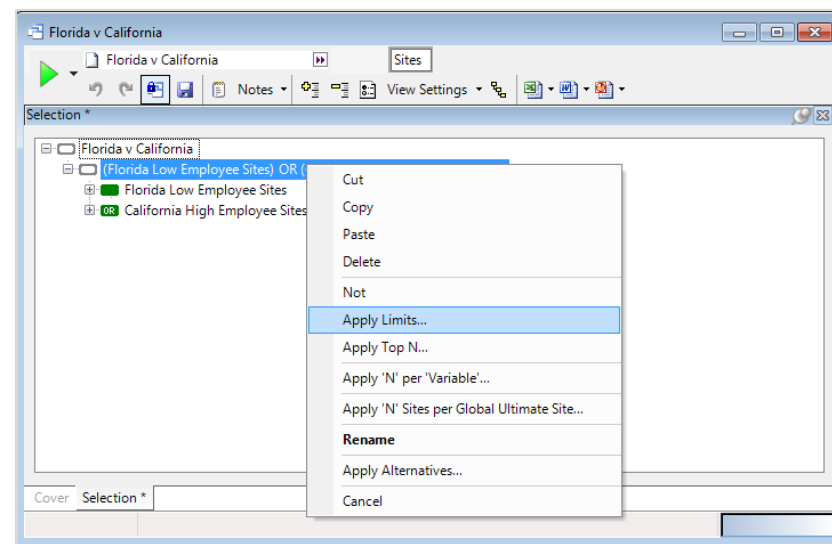 Florida v California
Florida v California Sites
Notes View Settings
Selection *
Florida v California
(Florida Low Employee Sites) OR (
Florida Low Employee Sites
OR California High Employee Sites
Cut
Copy
Paste
Delete
Not
Apply Limits...
Apply Top N...
Apply 'N' per 'Variable'...
Apply 'N' Sites per Global Ultimate Site...
Rename
Apply Alternatives...
Cancel
Cover Selection *